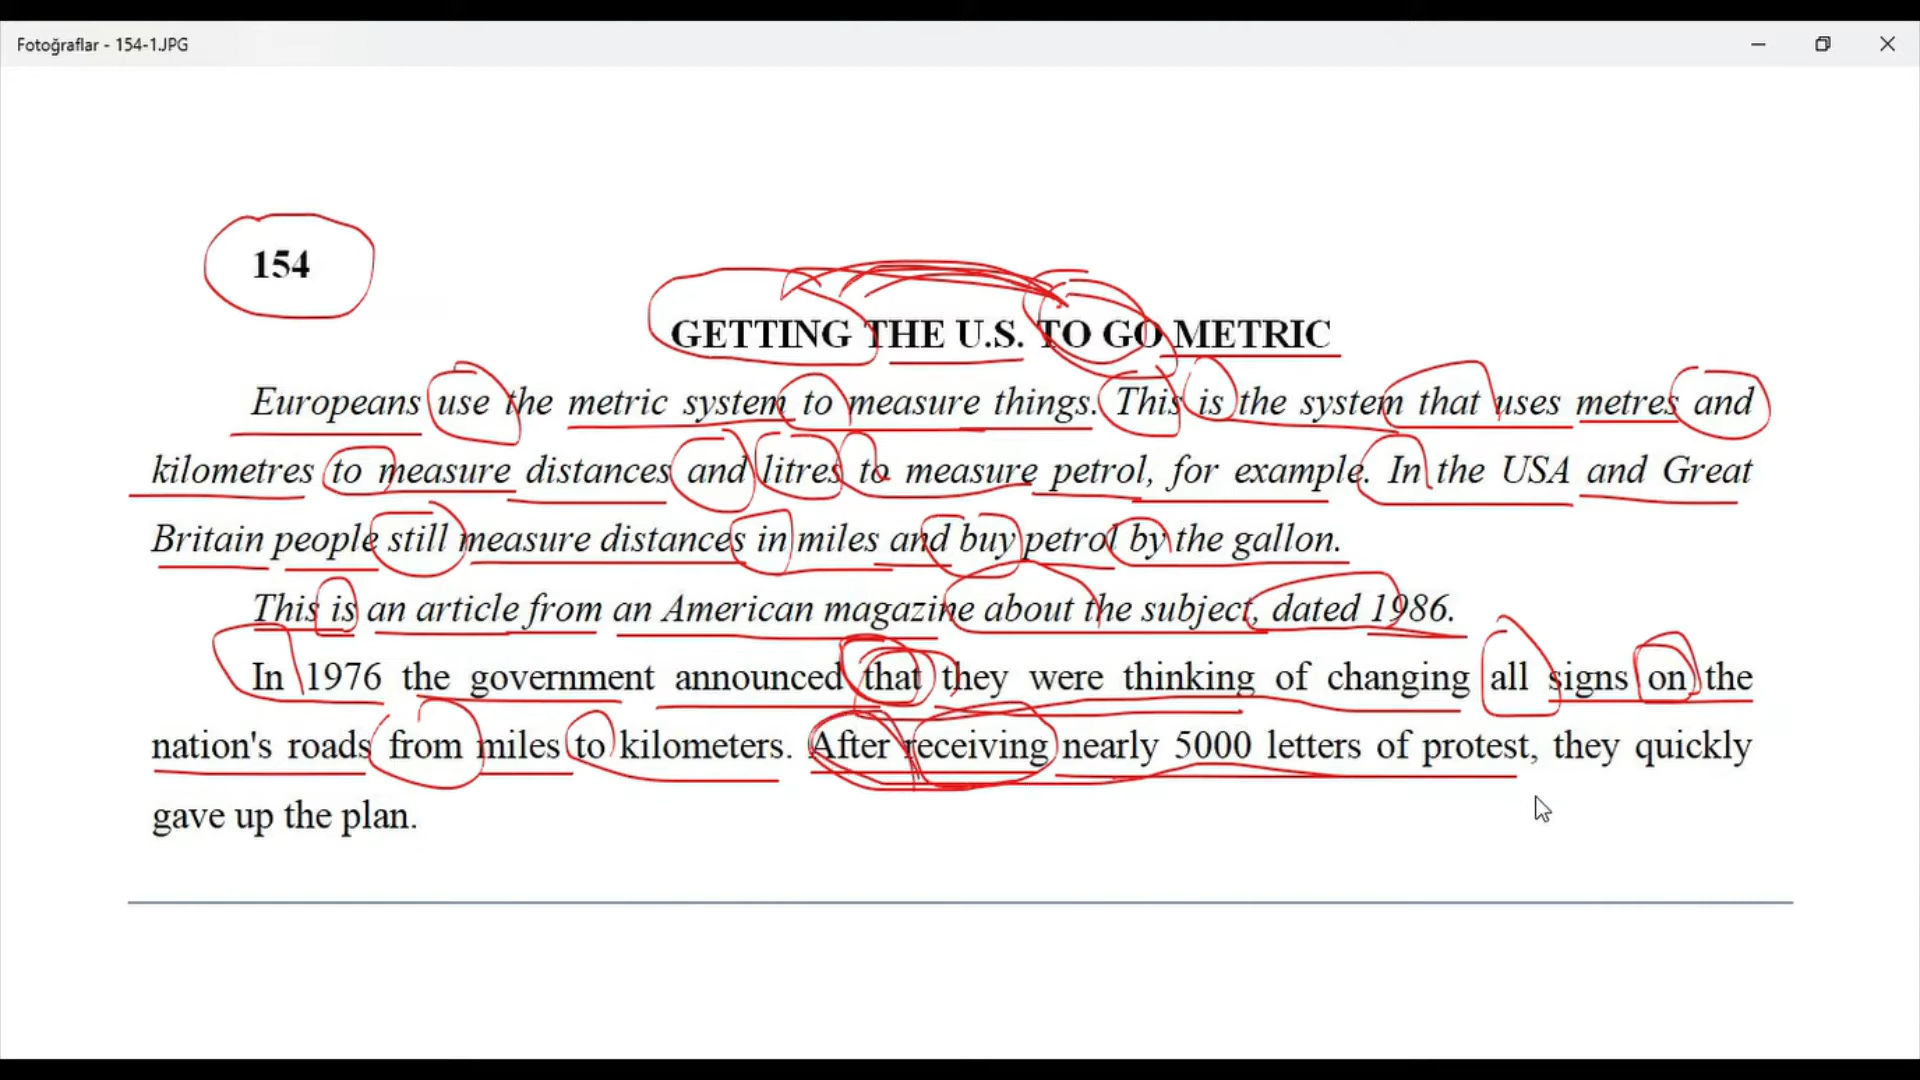 Fotoğraflar - 154-1.JPG
154
GETTING THE U.S. TO GO METRIC
Europeans use the metric system to measure things. This is the system that uses metres and
kilometres to measure distances and litres to measure petrol, for example. In the USA and Great
Britain people still measure distances in miles and buy petrol by the gallon.
This is an article from an American magazine about the subject, dated 1986.
In 1976 the government announced that they were thinking of changing all signs on the
nation's roads from miles to kilometers. After receiving nearly 5000 letters of protest, they quickly
gave up the plan.